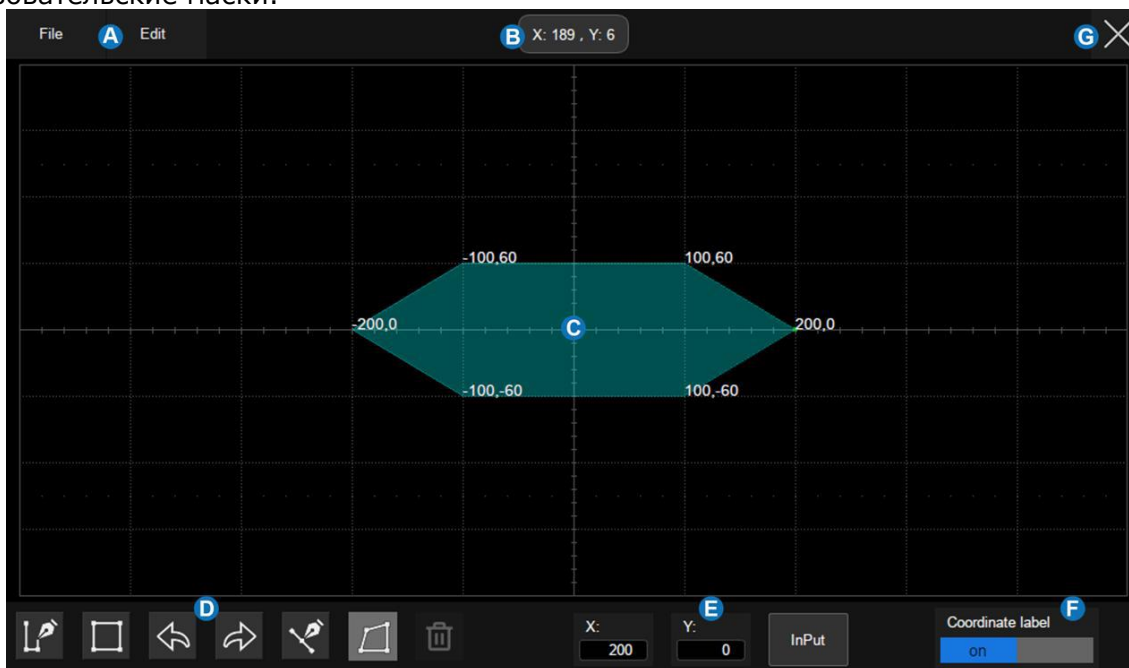 File A Edit B X: 189 , Y: 6 G
-100,60 100,60
-200,0 C 200,0
-100,-60 100,-60
D E F
X: Y: Coordinate label
200 0 InPut on